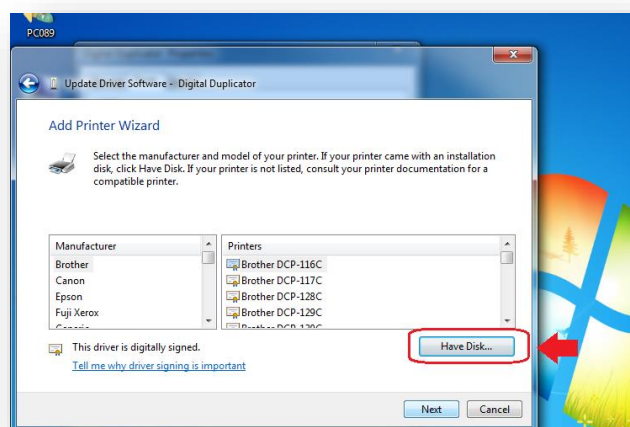 PC089
Update Driver Software - Digital Duplicator
Add Printer Wizard
Select the manufacturer and model of your printer. If your printer came with an installation
disk, click Have Disk. If your printer is not listed, consult your printer documentation for a
compatible printer.
Manufacturer
Brother
Canon
Epson
Fuji Xerox
Generic
Printers
Brother DCP-116C
Brother DCP-117C
Brother DCP-128C
Brother DCP-129C
Brother DCP-130C
This driver is digitally signed.
Tell me why driver signing is important
Have Disk...
Next
Cancel